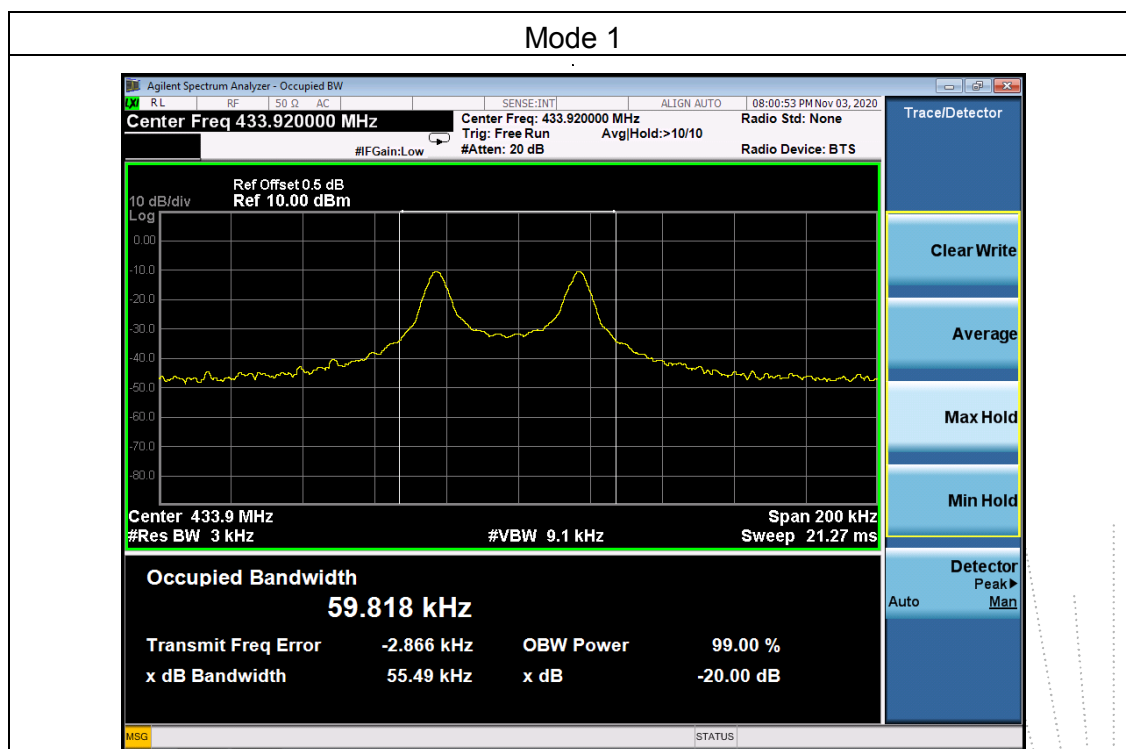 Mode 1
Agilent Spectrum Analyzer - Occupied BW
LXI RL RF 50 Ω AC SENSE:INT ALIGN AUTO 08:00:53 PM Nov 03, 2020
Center Freq 433.920000 MHz
Center Freq: 433.920000 MHz
Radio Std: None
Trig: Free Run Avg|Hold:>10/10
#IFGain:Low #Atten: 20 dB Radio Device: BTS
Trace/Detector
Ref Offset 0.5 dB
10 dB/div Ref 10.00 dBm
Log
0.00
-10.0
-20.0
-30.0
-40.0
-50.0
-60.0
-70.0
-80.0
Center 433.9 MHz Span 200 kHz
#Res BW 3 kHz #VBW 9.1 kHz Sweep 21.27 ms
Clear Write
Average
Max Hold
Min Hold
Detector
Peak▶
Auto Man
Occupied Bandwidth
59.818 kHz
Transmit Freq Error -2.866 kHz OBW Power 99.00 %
x dB Bandwidth 55.49 kHz x dB -20.00 dB
MSG STATUS